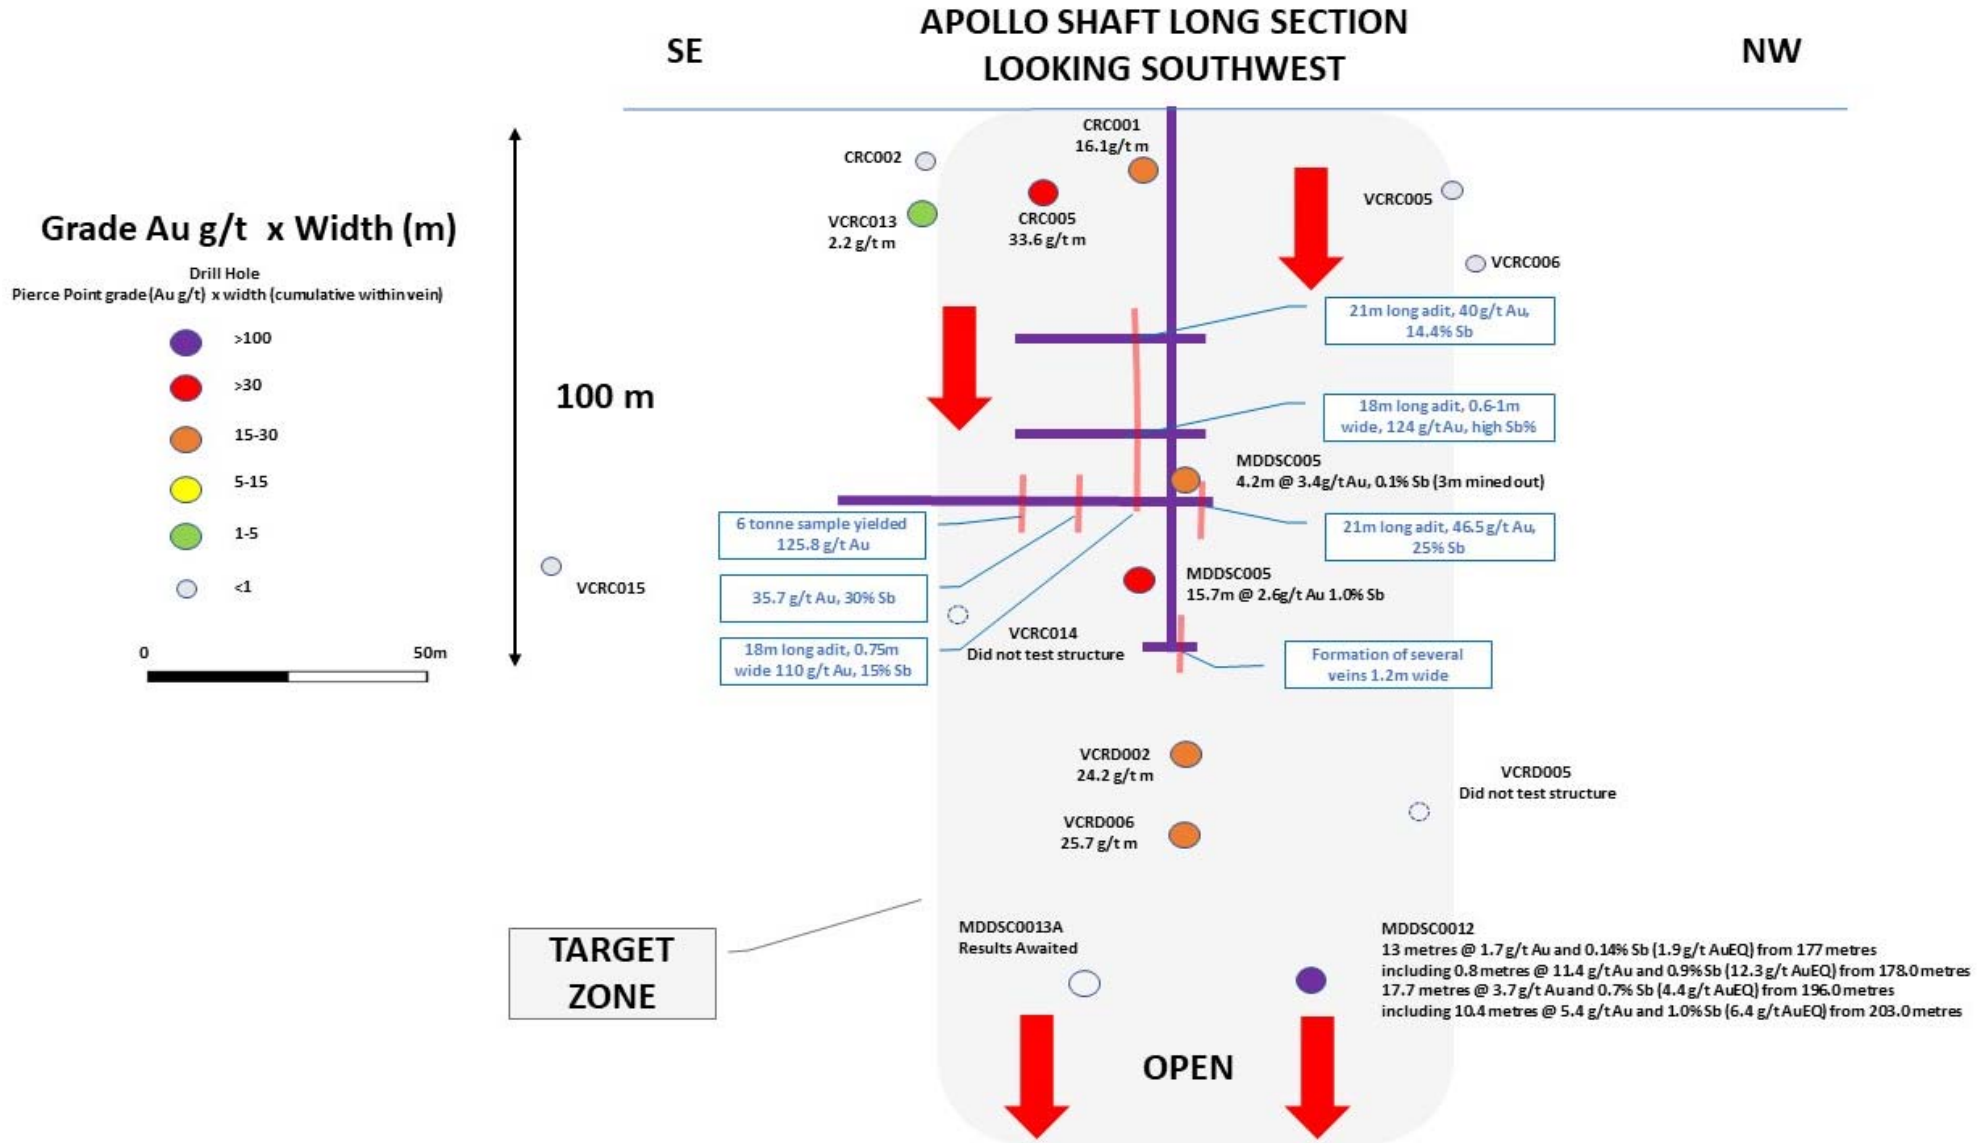 APOLLO SHAFT LONG SECTION
LOOKING SOUTHWEST
SE
NW
Grade Au g/t x Width (m)
Drill Hole
Pierce Point grade (Au g/t) x width (cumulative within vein)
>100
>30
15-30
5-15
1-5
<1
0
50m
100 m
CRC002
VCRC013
2.2 g/t m
CRC001
16.1g/t m
CRC005
33.6 g/t m
VCRC005
VCRC006
21m long adit, 40 g/t Au,
14.4% Sb
18m long adit, 0.6-1m
wide, 124 g/t Au, high Sb%
MDDSC005
4.2m @ 3.4g/t Au, 0.1% Sb (3m mined out)
21m long adit, 46.5 g/t Au,
25% Sb
6 tonne sample yielded
125.8 g/t Au
35.7 g/t Au, 30% Sb
18m long adit, 0.75m
wide 110 g/t Au, 15% Sb
VCRC015
MDDSC005
15.7m @ 2.6g/t Au 1.0% Sb
VCRC014
Did not test structure
Formation of several
veins 1.2m wide
VCRD002
24.2 g/t m
VCRD006
25.7 g/t m
VCRD005
Did not test structure
TARGET
ZONE
MDDSC0013A
Results Awaited
MDDSC0012
13 metres @ 1.7 g/t Au and 0.14% Sb (1.9 g/t AuEQ) from 177 metres
including 0.8 metres @ 11.4 g/t Au and 0.9% Sb (12.3 g/t AuEQ) from 178.0 metres
17.7 metres @ 3.7 g/t Au and 0.7% Sb (4.4 g/t AuEQ) from 196.0 metres
including 10.4 metres @ 5.4 g/t Au and 1.0% Sb (6.4 g/t AuEQ) from 203.0 metres
OPEN